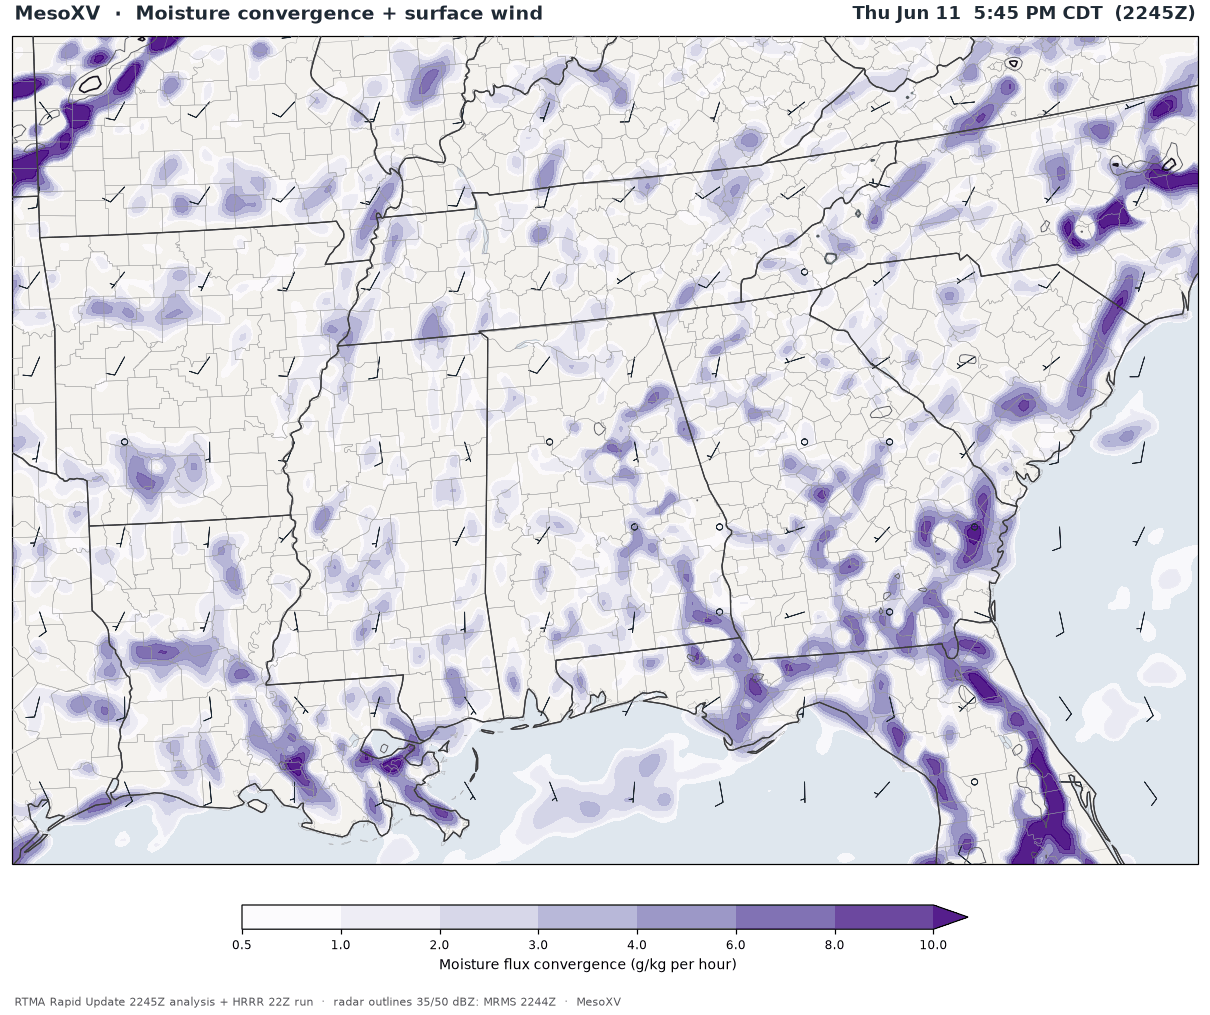 MesoXV · Moisture convergence + surface wind
Thu Jun 11 5:45 PM CDT (2245Z)
0.5 1.0 2.0 3.0 4.0 6.0 8.0 10.0
Moisture flux convergence (g/kg per hour)
RTMA Rapid Update 2245Z analysis + HRRR 22Z run · radar outlines 35/50 dBZ: MRMS 2244Z · MesoXV